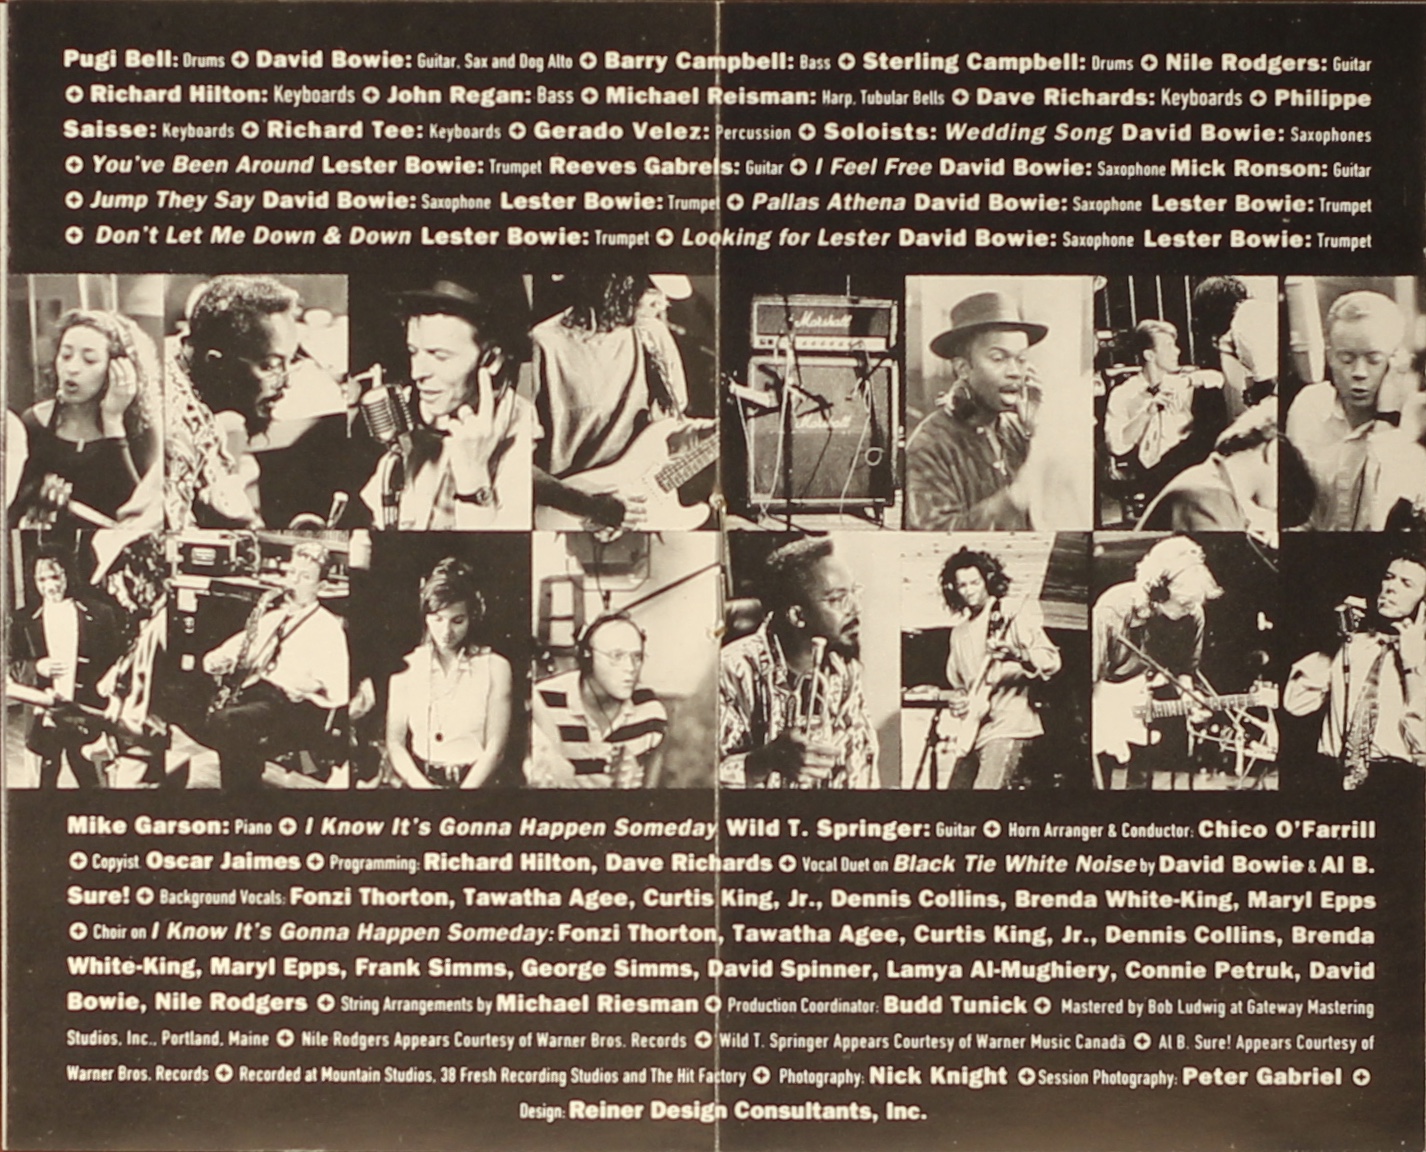 Pugi Bell: Drums ✪ David Bowie: Guitar, Sax and Dog Alto ✪ Barry Campbell: Bass ✪ Sterling Campbell: Drums ✪ Nile Rodgers: Guitar
✪ Richard Hilton: Keyboards ✪ John Regan: Bass ✪ Michael Reisman: Harp, Tubular Bells ✪ Dave Richards: Keyboards ✪ Philippe
Saisse: Keyboards ✪ Richard Tee: Keyboards ✪ Gerado Velez: Percussion ✪ Soloists: Wedding Song David Bowie: Saxophones
✪ You've Been Around Lester Bowie: Trumpet Reeves Gabrels: Guitar ✪ I Feel Free David Bowie: Saxophone Mick Ronson: Guitar
✪ Jump They Say David Bowie: Saxophone Lester Bowie: Trumpet ✪ Pallas Athena David Bowie: Saxophone Lester Bowie: Trumpet
✪ Don't Let Me Down & Down Lester Bowie: Trumpet ✪ Looking for Lester David Bowie: Saxophone Lester Bowie: Trumpet
Marshall
Marshall
Mike Garson: Piano ✪ I Know It's Gonna Happen Someday Wild T. Springer: Guitar ✪ Horn Arranger & Conductor: Chico O'Farrill
✪ Copyist Oscar Jaimes ✪ Programming: Richard Hilton, Dave Richards ✪ Vocal Duet on Black Tie White Noise by David Bowie & Al B.
Sure! ✪ Background Vocals: Fonzi Thorton, Tawatha Agee, Curtis King, Jr., Dennis Collins, Brenda White-King, Maryl Epps
✪ Choir on I Know It's Gonna Happen Someday: Fonzi Thorton, Tawatha Agee, Curtis King, Jr., Dennis Collins, Brenda
White-King, Maryl Epps, Frank Simms, George Simms, David Spinner, Lamya Al-Mughiery, Connie Petruk, David
Bowie, Nile Rodgers ✪ String Arrangements by Michael Riesman ✪ Production Coordinator: Budd Tunick ✪ Mastered by Bob Ludwig at Gateway Mastering
Studios, Inc., Portland, Maine ✪ Nile Rodgers Appears Courtesy of Warner Bros. Records ✪ Wild T. Springer Appears Courtesy of Warner Music Canada ✪ Al B. Sure! Appears Courtesy of
Warner Bros. Records ✪ Recorded at Mountain Studios, 38 Fresh Recording Studios and The Hit Factory ✪ Photography: Nick Knight ✪ Session Photography: Peter Gabriel ✪
Design: Reiner Design Consultants, Inc.